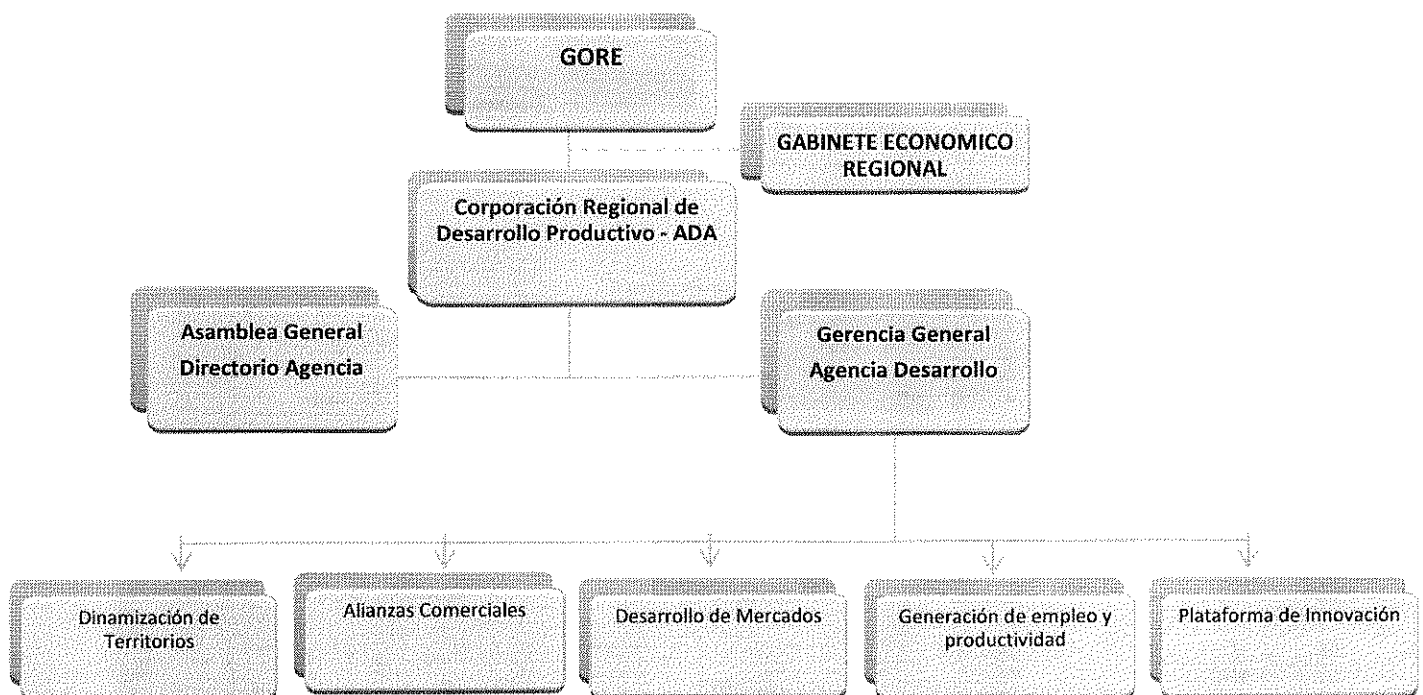 GORE
GABINETE ECONOMICO
REGIONAL
Corporación Regional de
Desarrollo Productivo - ADA
Asamblea General
Directorio Agencia
Gerencia General
Agencia Desarrollo
Dinamización de
Territorios
Alianzas Comerciales
Desarrollo de Mercados
Generación de empleo y
productividad
Plataforma de Innovación